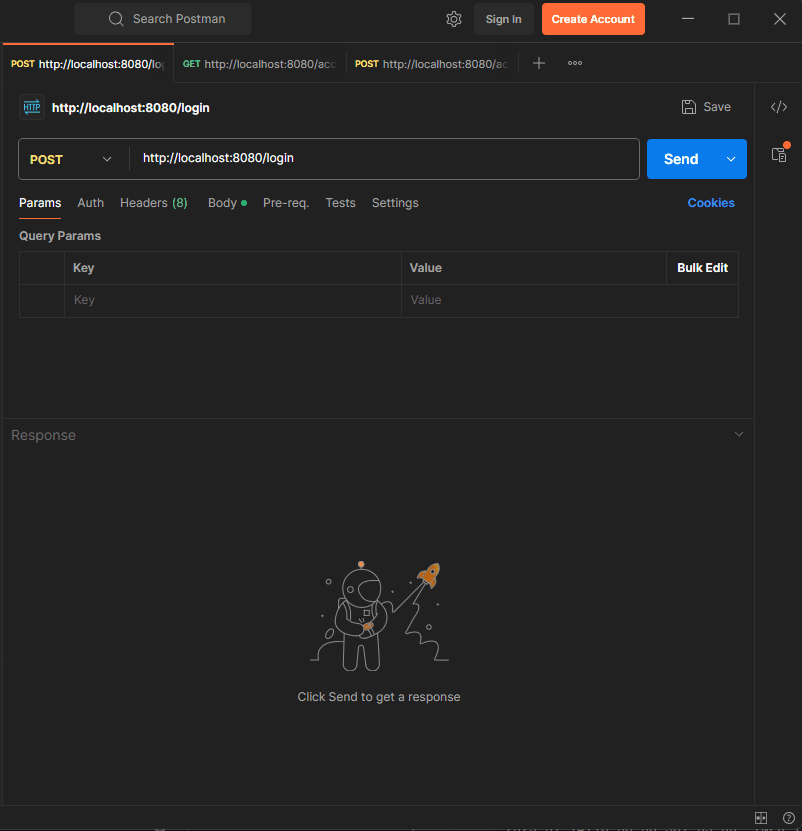 Search Postman
Sign In
Create Account
POST http://localhost:8080/lo
GET http://localhost:8080/acc
POST http://localhost:8080/ac
HTTP
http://localhost:8080/login
Save
POST
http://localhost:8080/login
Send
Params
Auth
Headers (8)
Body
Pre-req.
Tests
Settings
Cookies
Query Params
Key
Value
Bulk Edit
Key
Value
Response
Click Send to get a response